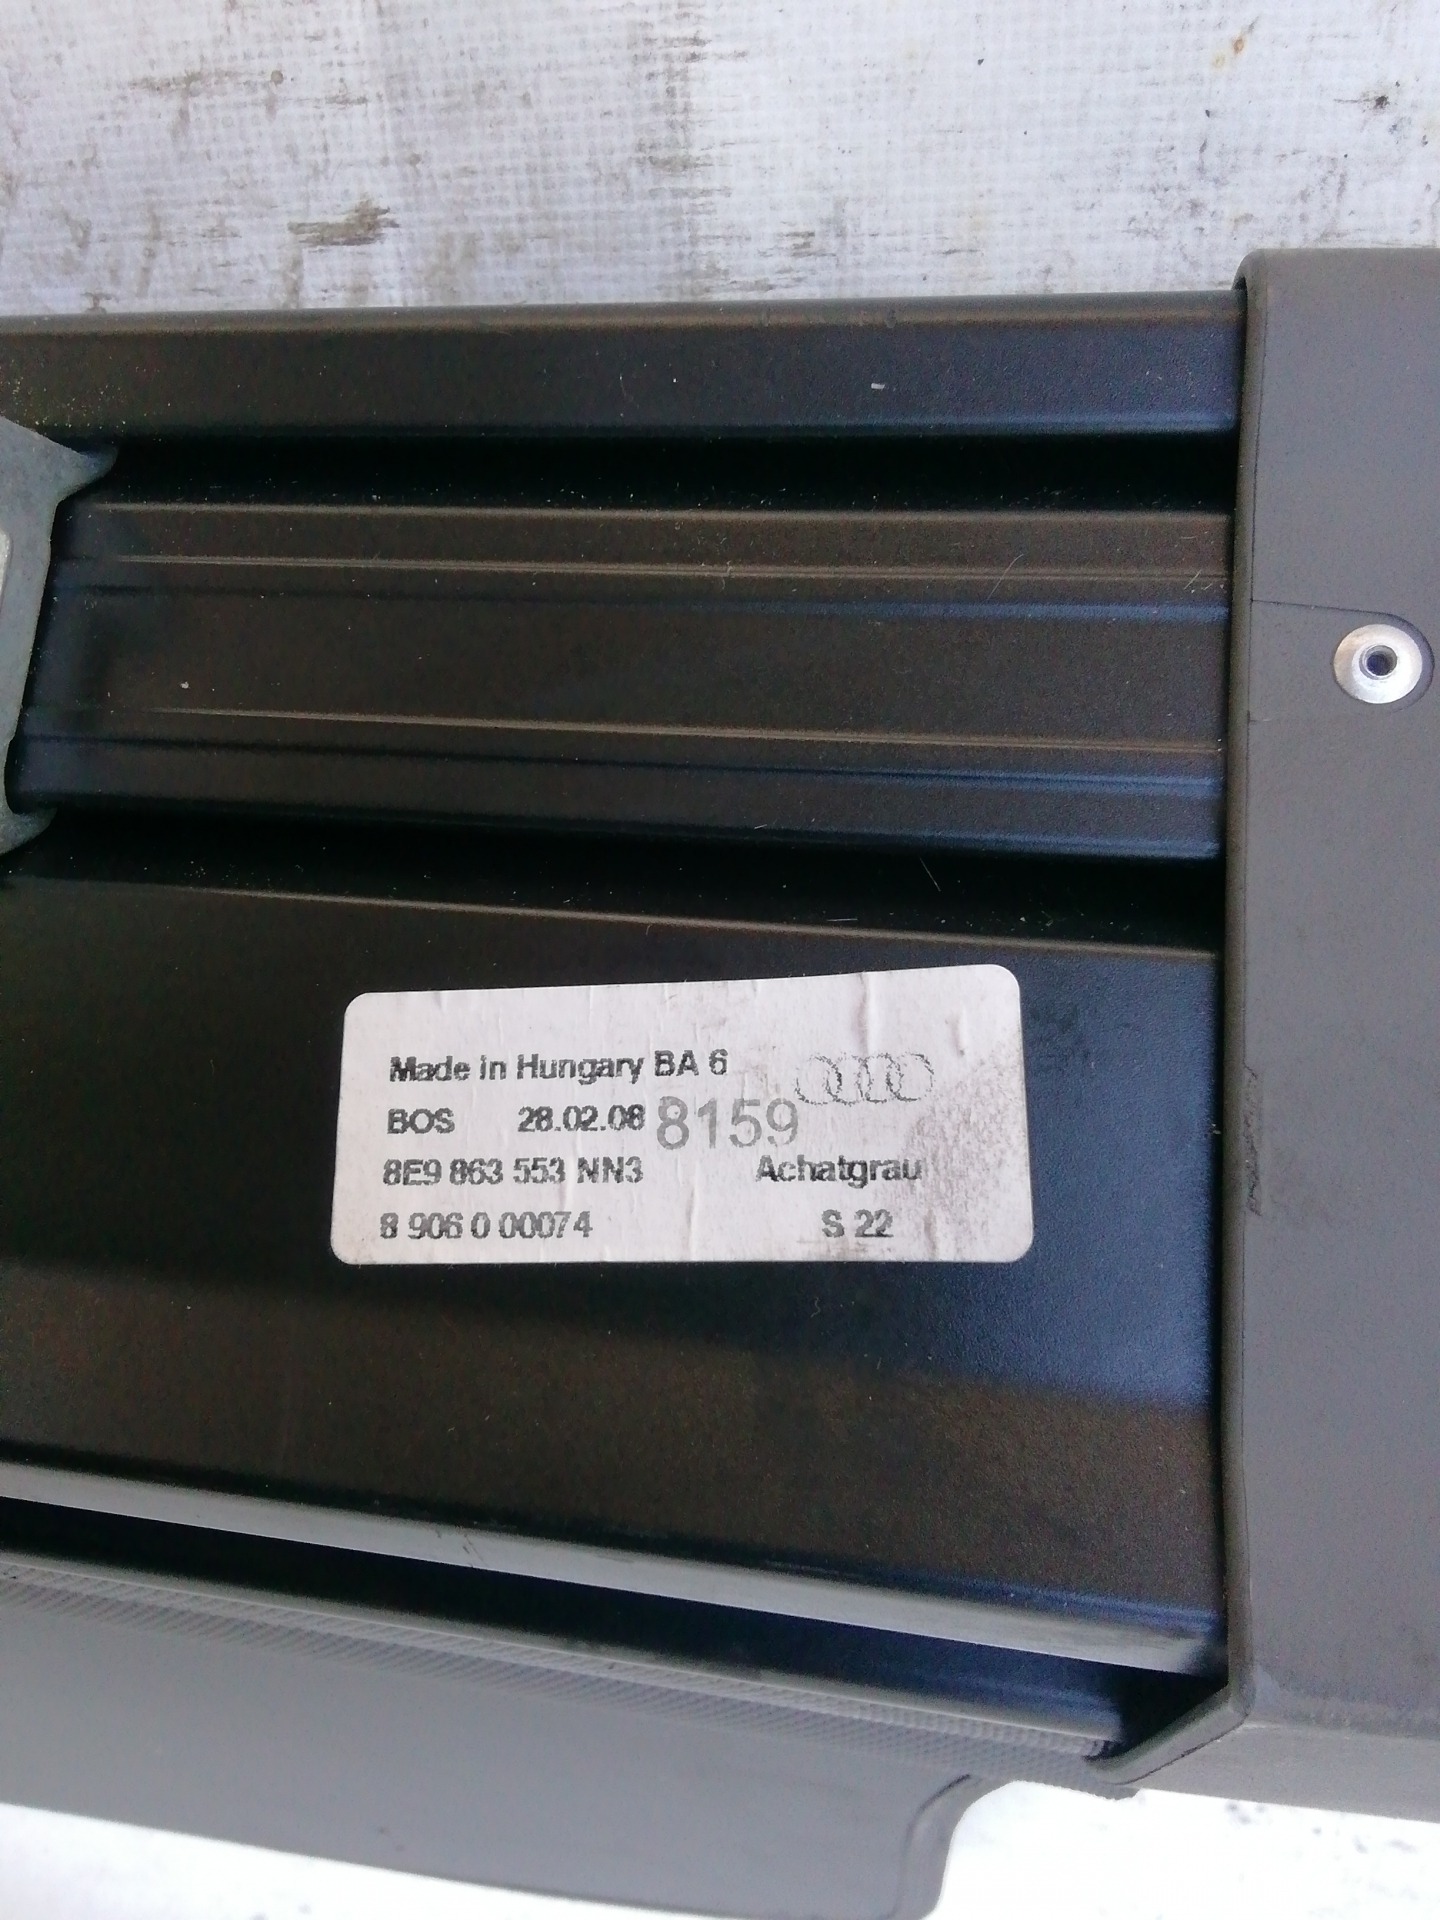 Made in Hungary BA 6
BOS 28.02.08 8159
8E9 863 553 NN3 Achatgrau
8 906 0 00074 S 22